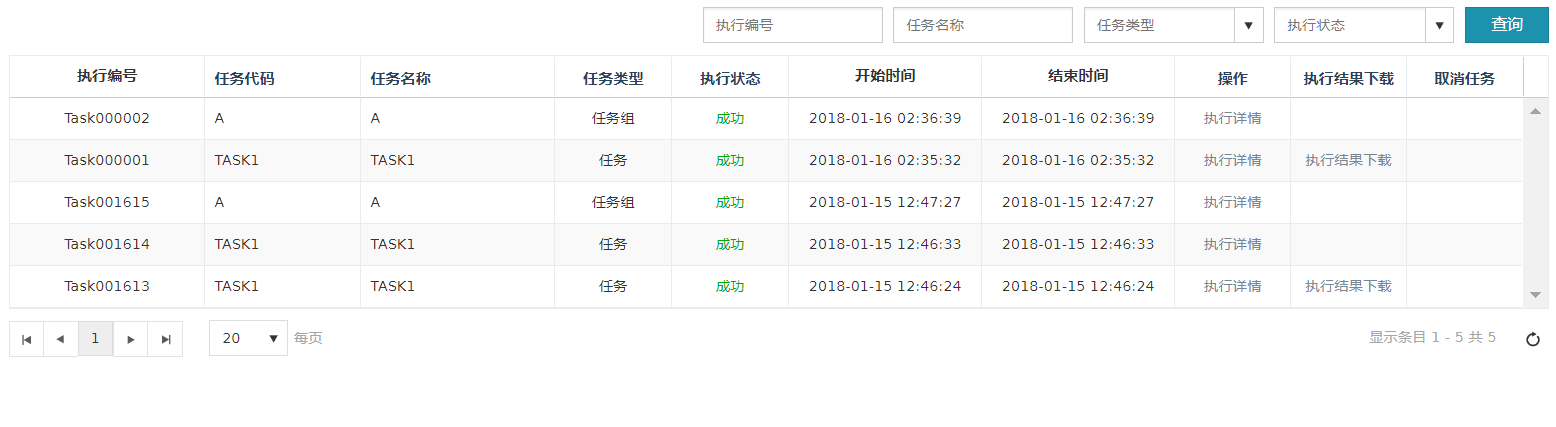 执行编号 任务名称 任务类型 执行状态 查询
执行编号 任务代码 任务名称 任务类型 执行状态 开始时间 结束时间 操作 执行结果下载 取消任务
Task000002 A A 任务组 成功 2018-01-16 02:36:39 2018-01-16 02:36:39 执行详情
Task000001 TASK1 TASK1 任务 成功 2018-01-16 02:35:32 2018-01-16 02:35:32 执行详情 执行结果下载
Task001615 A A 任务组 成功 2018-01-15 12:47:27 2018-01-15 12:47:27 执行详情
Task001614 TASK1 TASK1 任务 成功 2018-01-15 12:46:33 2018-01-15 12:46:33 执行详情
Task001613 TASK1 TASK1 任务 成功 2018-01-15 12:46:24 2018-01-15 12:46:24 执行详情 执行结果下载
1 20 每页 显示条目 1 - 5 共 5